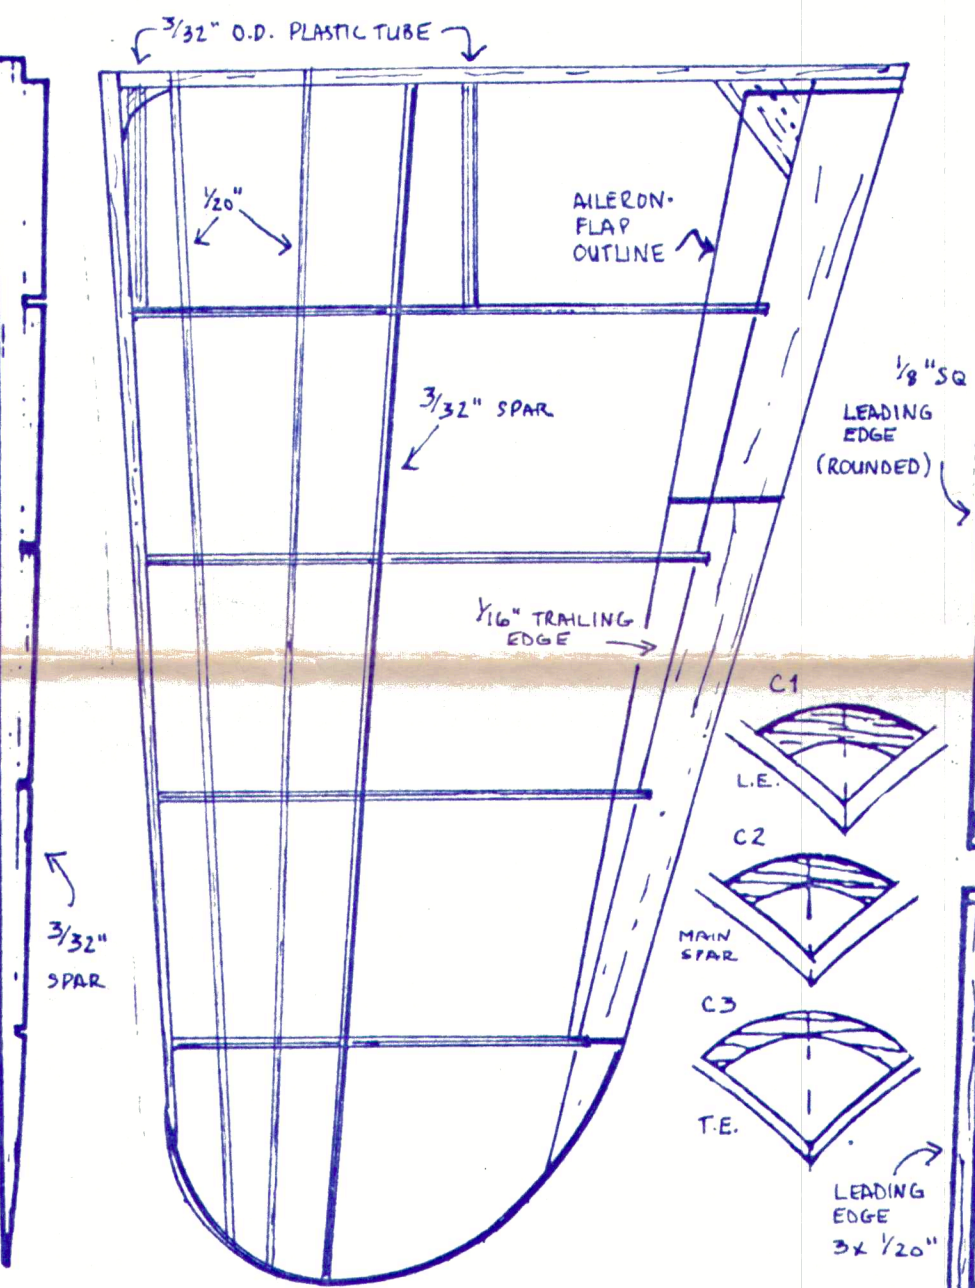 3/32" O.D. PLASTIC TUBE
1/20"
AILERON-
FLAP
OUTLINE
3/32" SPAR
1/8" SQ
LEADING
EDGE
(ROUNDED)
1/16" TRAILING
EDGE
C1
L.E.
C2
MAIN
SPAR
C3
T.E.
3/32"
SPAR
LEADING
EDGE
3x 1/20"